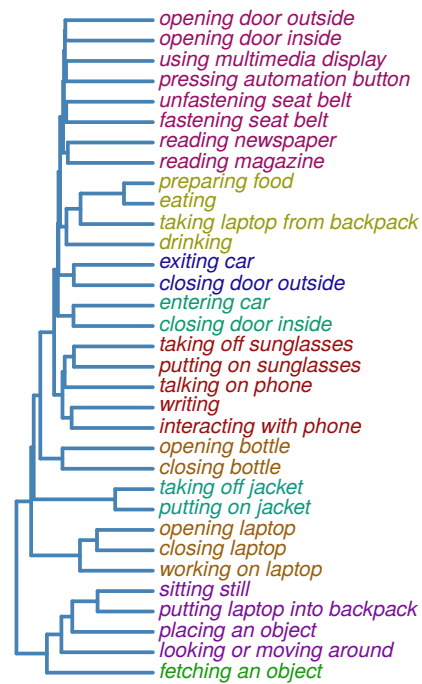 opening door outside
opening door inside
using multimedia display
pressing automation button
unfastening seat belt
fastening seat belt
reading newspaper
reading magazine
preparing food
eating
taking laptop from backpack
drinking
exiting car
closing door outside
entering car
closing door inside
taking off sunglasses
putting on sunglasses
talking on phone
writing
interacting with phone
opening bottle
closing bottle
taking off jacket
putting on jacket
opening laptop
closing laptop
working on laptop
sitting still
putting laptop into backpack
placing an object
looking or moving around
fetching an object